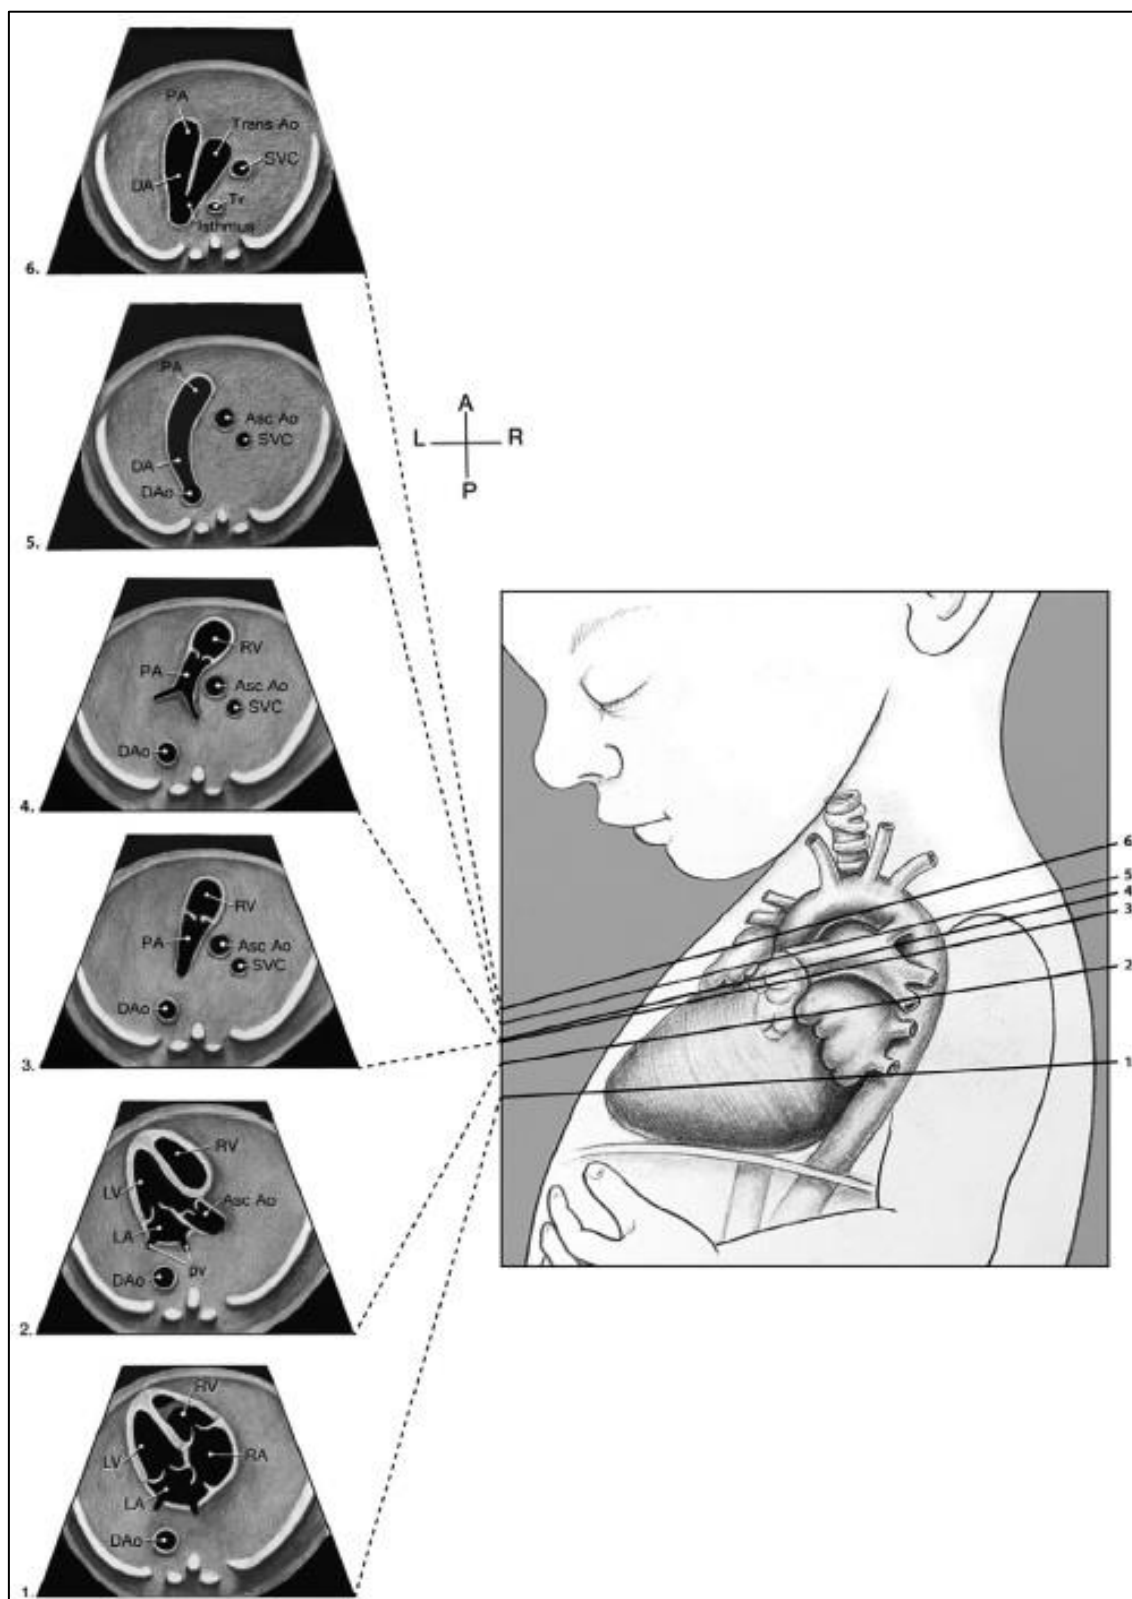 PA
Trans Ao
SVC
DA
Tr
Isthmus
6.
PA
Asc Ao
SVC
DA
DAo
5.
A
L R
P
RV
PA
Asc Ao
SVC
DAo
4.
RV
PA
Asc Ao
SVC
DAo
3.
RV
LV
Asc Ao
LA
DAo
pv
2.
RV
LV
RA
LA
DAo
1.
6
5
4
3
2
1